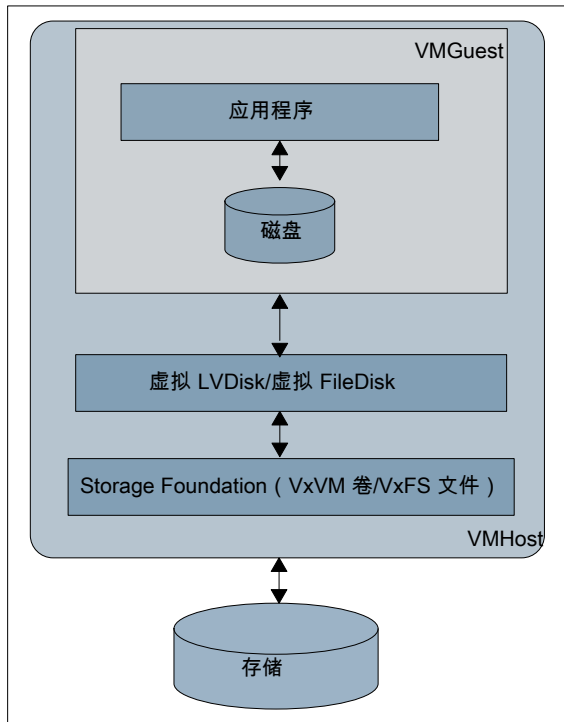 VMGuest
应用程序
磁盘
虚拟 LVDisk/虚拟 FileDisk
Storage Foundation（VxVM 卷/VxFS 文件）
VMHost
存储